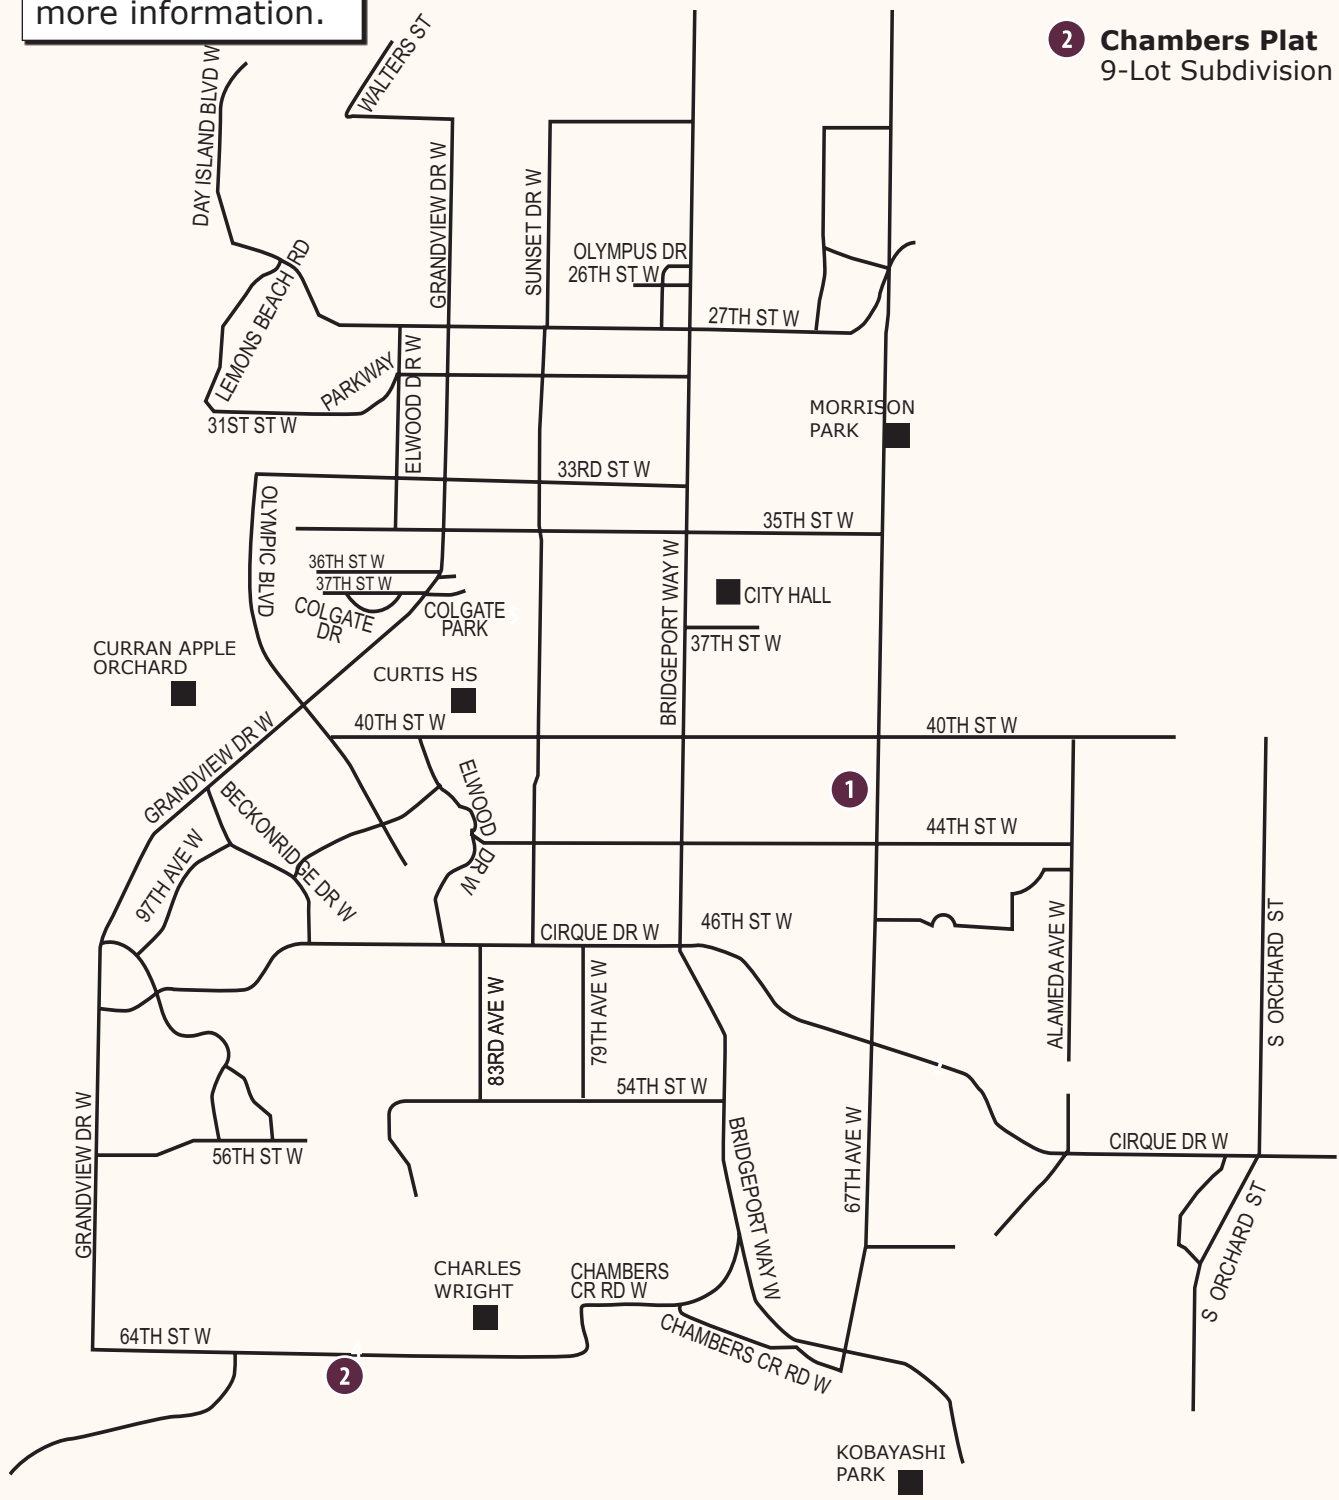 more information.
2 Chambers Plat
9-Lot Subdivision
WALTERS ST
DAY ISLAND BLVD W
GRANDVIEW DR W
SUNSET DR W
OLYMPUS DR
26TH ST W
LEMONS BEACH RD
27TH ST W
PARKWAY
ELWOOD DR W
31ST ST W
MORRISON
PARK
33RD ST W
OLYMPIC BLVD
35TH ST W
36TH ST W
37TH ST W
COLGATE
DR
COLGATE
PARK
BRIDGEPORT WAY W
CITY HALL
37TH ST W
CURRAN APPLE
ORCHARD
CURTIS HS
40TH ST W
40TH ST W
GRANDVIEW DR W
BECKONRIDGE DR W
ELWOOD DR W
1
44TH ST W
97TH AVE W
CIRQUE DR W
46TH ST W
ALAMEDA AVE W
S ORCHARD ST
83RD AVE W
79TH AVE W
54TH ST W
GRANDVIEW DR W
56TH ST W
BRIDGEPORT WAY W
67TH AVE W
CIRQUE DR W
S ORCHARD ST
CHARLES
WRIGHT
CHAMBERS
CR RD W
64TH ST W
CHAMBERS CR RD W
2
KOBAYASHI
PARK